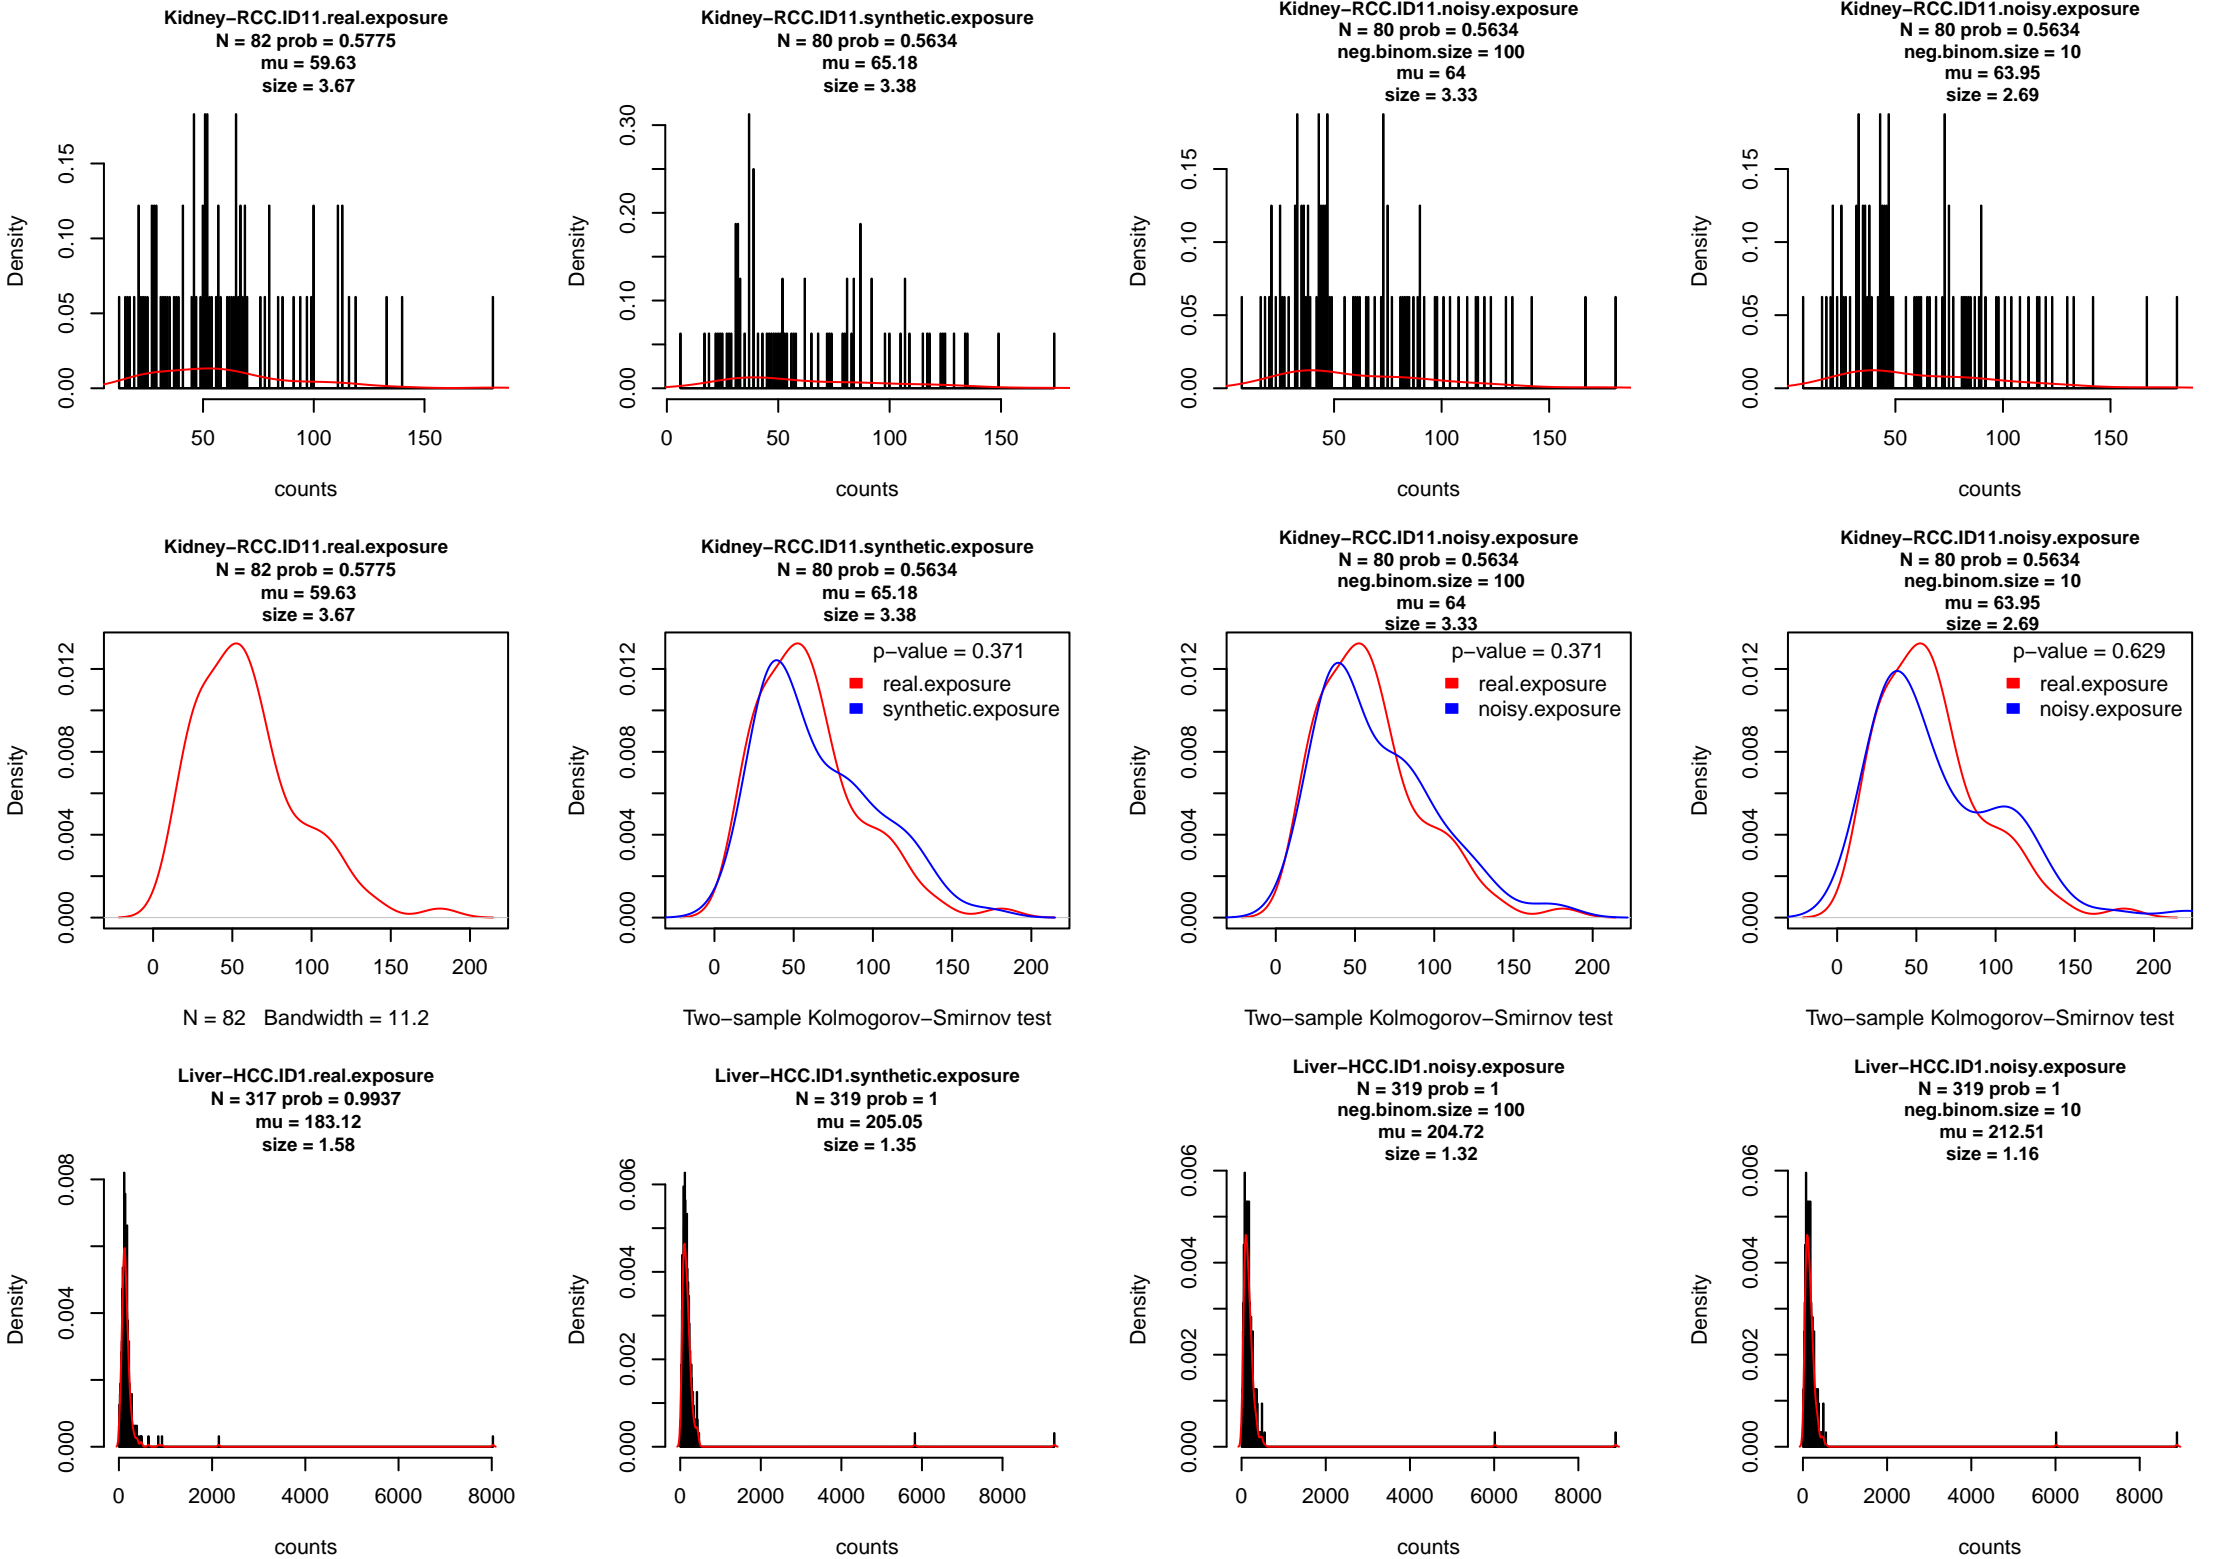 Kidney−RCC.ID11.real.exposure
N = 82 prob = 0.5775
mu = 59.63
size = 3.67
Density
0.00 0.05 0.10 0.15
50 100 150
counts
Kidney−RCC.ID11.synthetic.exposure
N = 80 prob = 0.5634
mu = 65.18
size = 3.38
Density
0.00 0.10 0.20 0.30
0 50 100 150
counts
Kidney−RCC.ID11.noisy.exposure
N = 80 prob = 0.5634
neg.binom.size = 100
mu = 64
size = 3.33
Density
0.00 0.05 0.10 0.15
50 100 150
counts
Kidney−RCC.ID11.noisy.exposure
N = 80 prob = 0.5634
neg.binom.size = 10
mu = 63.95
size = 2.69
Density
0.00 0.05 0.10 0.15
50 100 150
counts
Kidney−RCC.ID11.real.exposure
N = 82 prob = 0.5775
mu = 59.63
size = 3.67
Density
0.000 0.004 0.008 0.012
0 50 100 150 200
N = 82 Bandwidth = 11.2
Kidney−RCC.ID11.synthetic.exposure
N = 80 prob = 0.5634
mu = 65.18
size = 3.38
p−value = 0.371
real.exposure
synthetic.exposure
Density
0.000 0.004 0.008 0.012
0 50 100 150 200
Two−sample Kolmogorov−Smirnov test
Kidney−RCC.ID11.noisy.exposure
N = 80 prob = 0.5634
neg.binom.size = 100
mu = 64
size = 3.33
p−value = 0.371
real.exposure
noisy.exposure
Density
0.000 0.004 0.008 0.012
0 50 100 150 200
Two−sample Kolmogorov−Smirnov test
Kidney−RCC.ID11.noisy.exposure
N = 80 prob = 0.5634
neg.binom.size = 10
mu = 63.95
size = 2.69
p−value = 0.629
real.exposure
noisy.exposure
Density
0.000 0.004 0.008 0.012
0 50 100 150 200
Two−sample Kolmogorov−Smirnov test
Liver−HCC.ID1.real.exposure
N = 317 prob = 0.9937
mu = 183.12
size = 1.58
Density
0.000 0.004 0.008
0 2000 4000 6000 8000
counts
Liver−HCC.ID1.synthetic.exposure
N = 319 prob = 1
mu = 205.05
size = 1.35
Density
0.000 0.002 0.004 0.006
0 2000 4000 6000 8000
counts
Liver−HCC.ID1.noisy.exposure
N = 319 prob = 1
neg.binom.size = 100
mu = 204.72
size = 1.32
Density
0.000 0.002 0.004 0.006
0 2000 4000 6000 8000
counts
Liver−HCC.ID1.noisy.exposure
N = 319 prob = 1
neg.binom.size = 10
mu = 212.51
size = 1.16
Density
0.000 0.002 0.004 0.006
0 2000 4000 6000 8000
counts